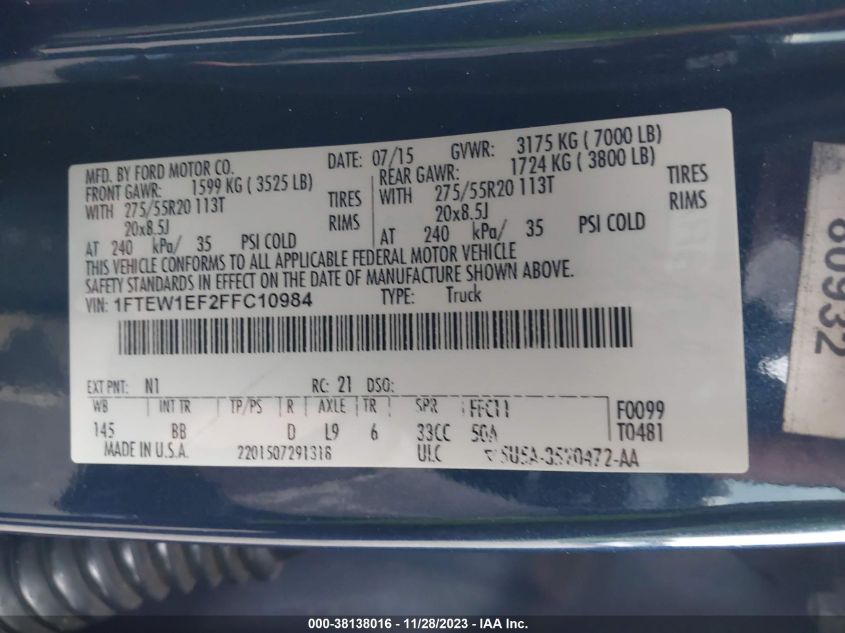 MFD. BY FORD MOTOR CO. DATE: 07/15 GVWR: 3175 KG ( 7000 LB)
FRONT GAWR: 1599 KG ( 3525 LB) REAR GAWR: 1724 KG ( 3800 LB)
WITH 275/55R20 113T TIRES WITH 275/55R20 113T TIRES
20x8.5J RIMS 20x8.5J RIMS
AT 240 kPa/ 35 PSI COLD AT 240 kPa/ 35 PSI COLD
THIS VEHICLE CONFORMS TO ALL APPLICABLE FEDERAL MOTOR VEHICLE
SAFETY STANDARDS IN EFFECT ON THE DATE OF MANUFACTURE SHOWN ABOVE.
VIN: 1FTEW1EF2FFC10984 TYPE: Truck
EXT PNT: N1 RC: 21 DSO:
WB INT TR TP/PS R AXLE TR SPR F0099
145 BB D L9 6 33CC 50A T0481
MADE IN U.S.A. 2201507291318 ULC
80932
000-38138016 - 11/28/2023 - IAAI, Inc.